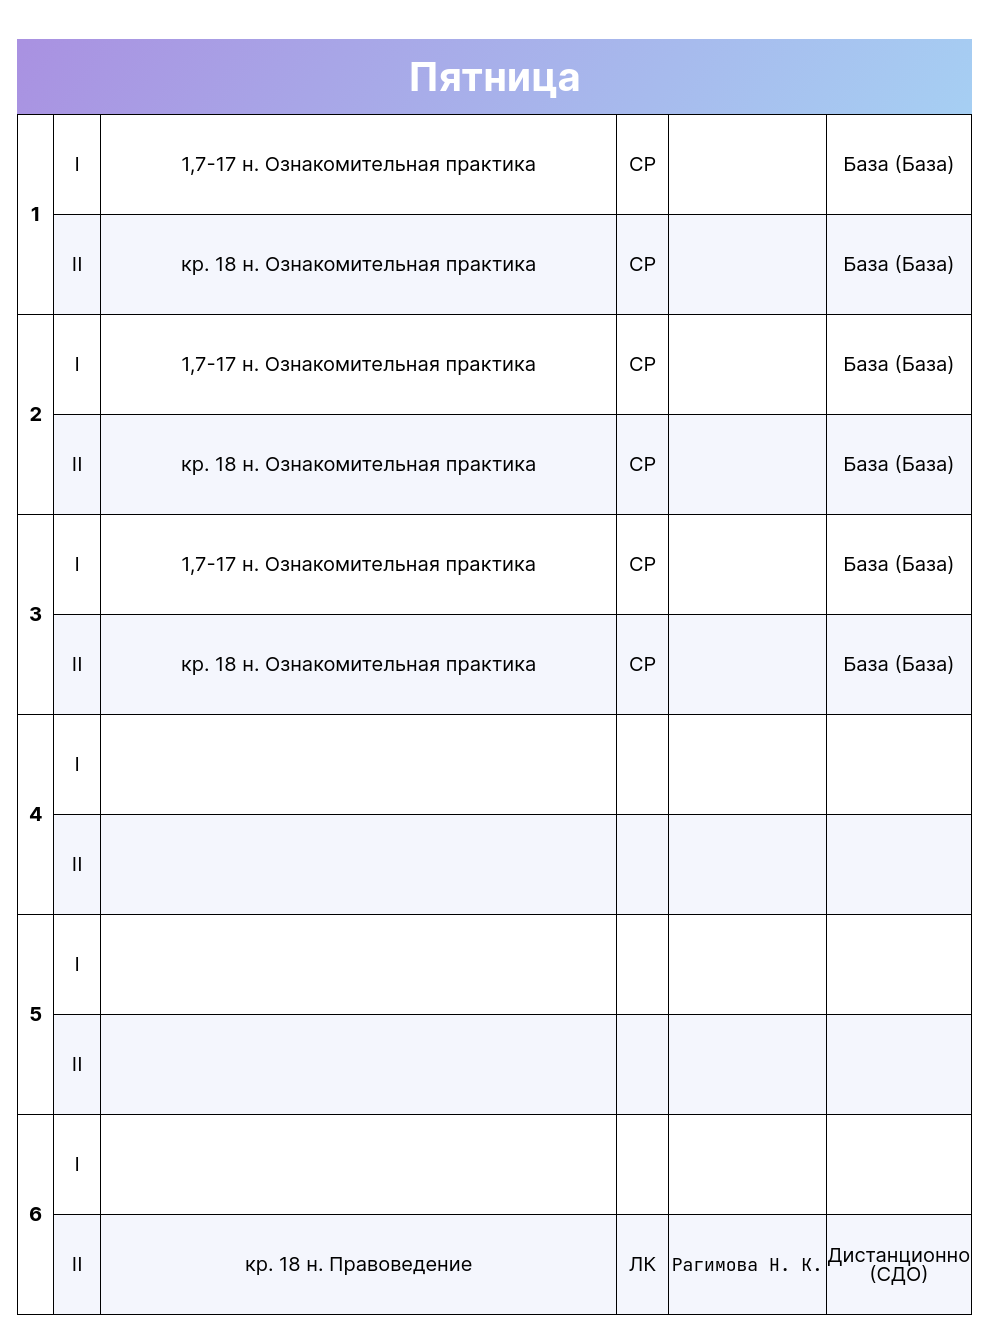 Пятница
1
I
1,7-17 н. Ознакомительная практика
СР
База (База)
II
кр. 18 н. Ознакомительная практика
СР
База (База)
2
I
1,7-17 н. Ознакомительная практика
СР
База (База)
II
кр. 18 н. Ознакомительная практика
СР
База (База)
3
I
1,7-17 н. Ознакомительная практика
СР
База (База)
II
кр. 18 н. Ознакомительная практика
СР
База (База)
4
I
II
5
I
II
6
I
II
кр. 18 н. Правоведение
ЛК
Рагимова Н. К.
Дистанционно
(СДО)